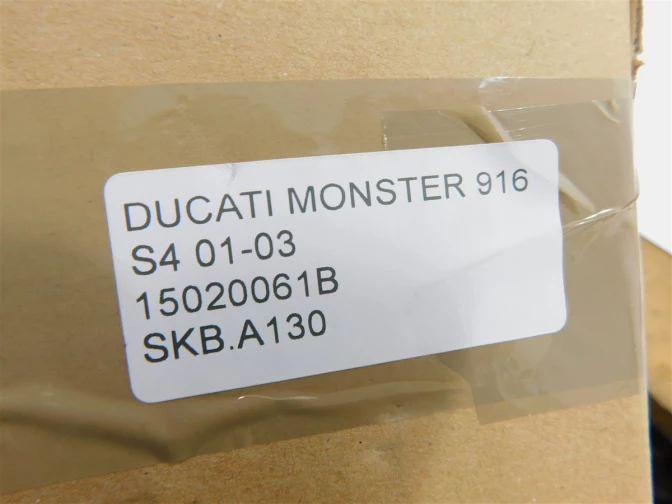 DUCATI MONSTER 916
S4 01-03
15020061B
SKB.A130